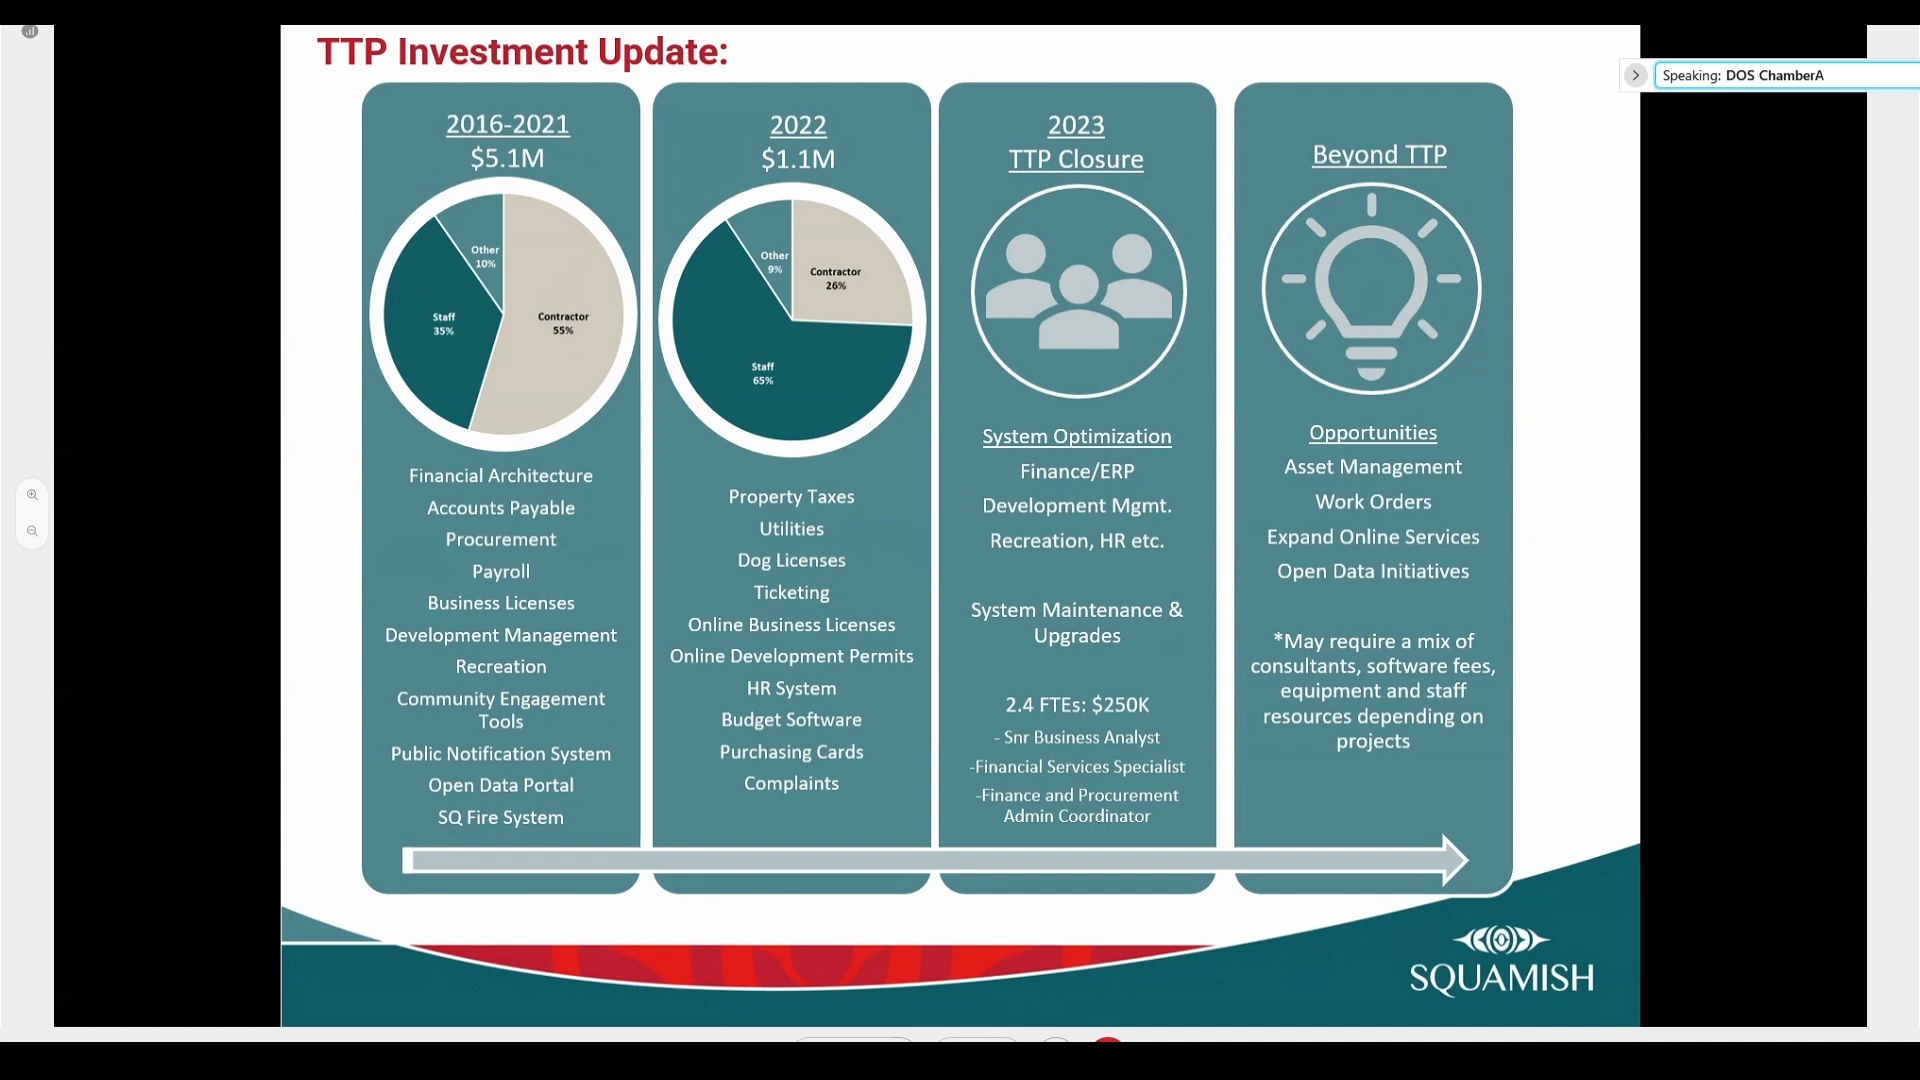 TTP Investment Update:
Speaking: DOS ChamberA
2016-2021
$5.1M
Other
10%
Staff
35%
Contractor
55%
Financial Architecture
Accounts Payable
Procurement
Payroll
Business Licenses
Development Management
Recreation
Community Engagement
Tools
Public Notification System
Open Data Portal
SQ Fire System
2022
$1.1M
Other
9%
Contractor
26%
Staff
65%
Property Taxes
Utilities
Dog Licenses
Ticketing
Online Business Licenses
Online Development Permits
HR System
Budget Software
Purchasing Cards
Complaints
2023
TTP Closure
System Optimization
Finance/ERP
Development Mgmt.
Recreation, HR etc.
System Maintenance &
Upgrades
2.4 FTEs: $250K
- Snr Business Analyst
-Financial Services Specialist
-Finance and Procurement
Admin Coordinator
Beyond TTP
Opportunities
Asset Management
Work Orders
Expand Online Services
Open Data Initiatives
*May require a mix of
consultants, software fees,
equipment and staff
resources depending on
projects
SQUAMISH